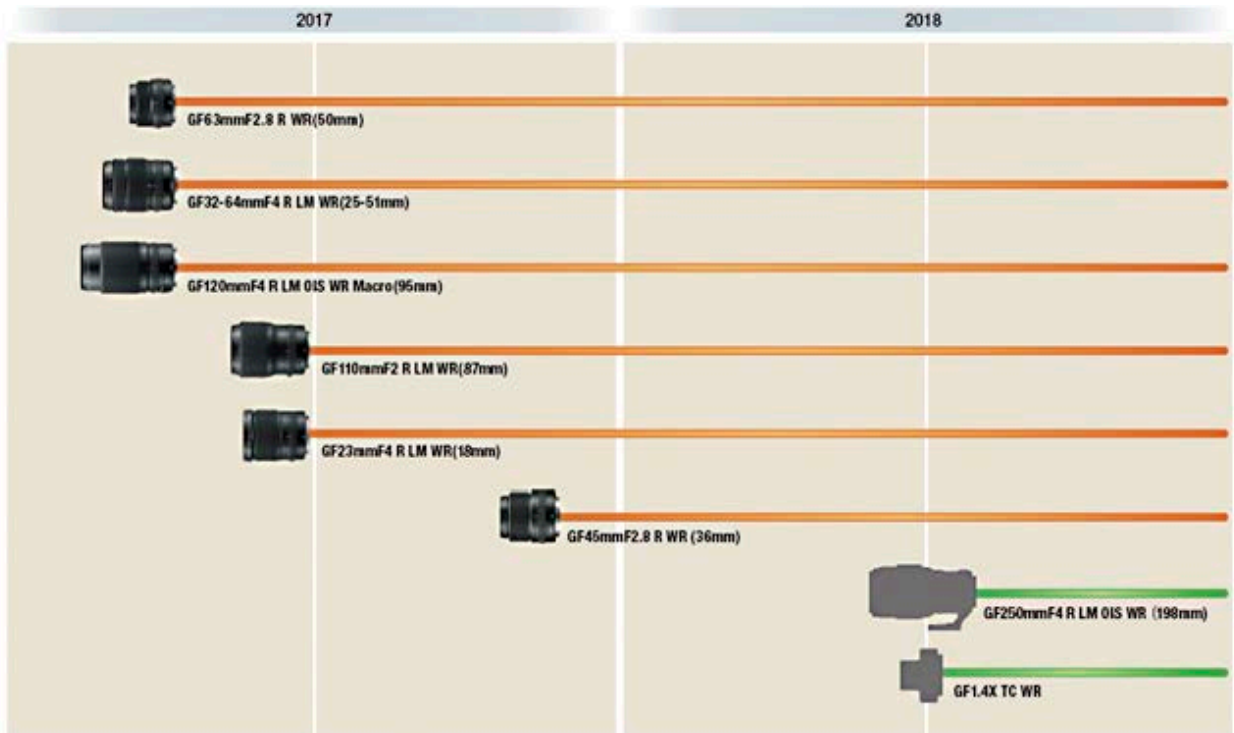 2017
2018
GF63mmF2.8 R WR(50mm)
GF32-64mmF4 R LM WR(25-51mm)
GF120mmF4 R LM OIS WR Macro(95mm)
GF110mmF2 R LM WR(87mm)
GF23mmF4 R LM WR(18mm)
GF45mmF2.8 R WR (36mm)
GF250mmF4 R LM OIS WR (198mm)
GF1.4X TC WR